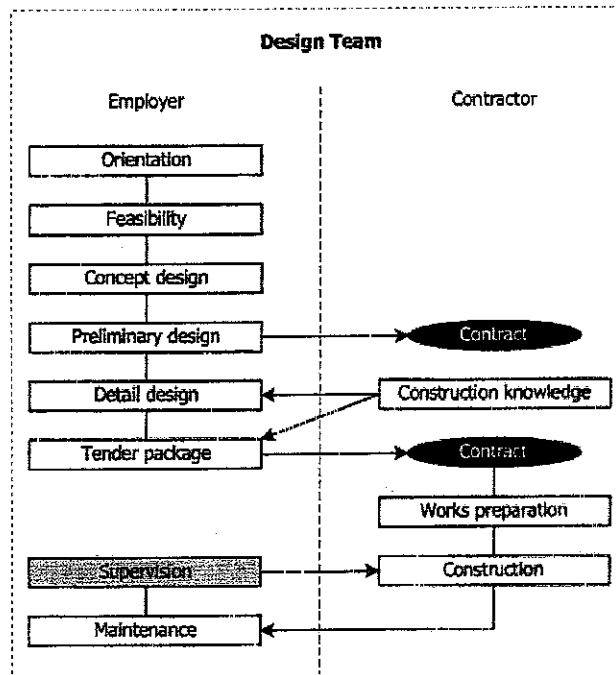 Design Team
Employer
Contractor
Orientation
Feasibility
Concept design
Preliminary design
Contract
Detail design
Construction knowledge
Tender package
Contract
Works preparation
Supervision
Construction
Maintenance